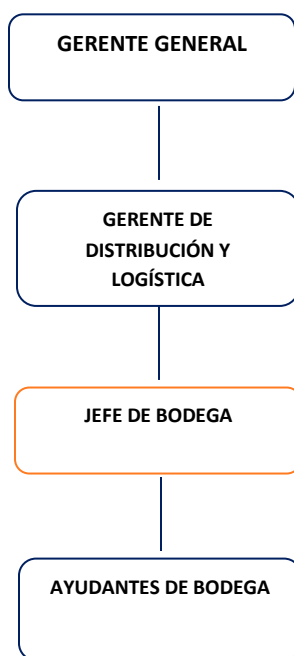 GERENTE GENERAL
GERENTE DE
DISTRIBUCIÓN Y
LOGÍSTICA
JEFE DE BODEGA
AYUDANTES DE BODEGA